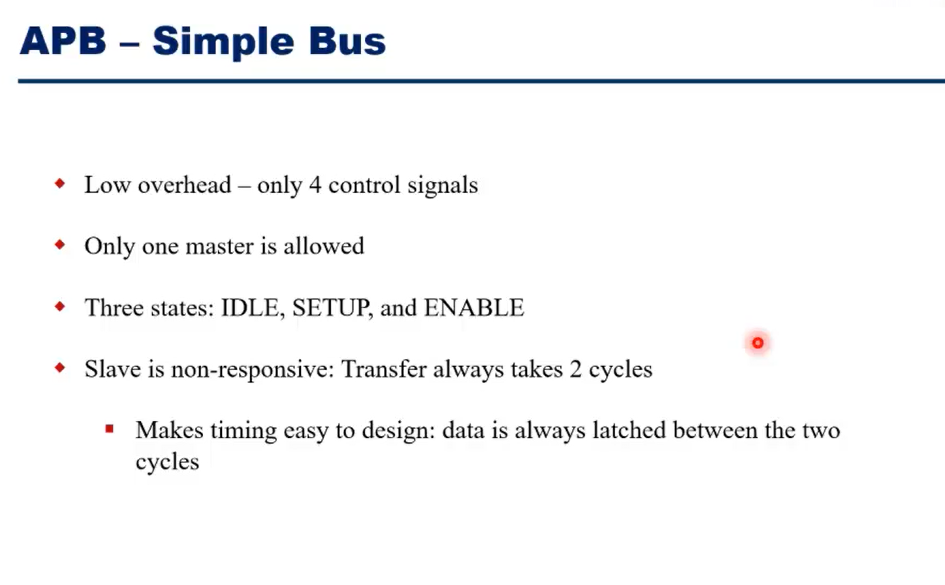 APB – Simple Bus
Low overhead – only 4 control signals
Only one master is allowed
Three states: IDLE, SETUP, and ENABLE
Slave is non-responsive: Transfer always takes 2 cycles
Makes timing easy to design: data is always latched between the two
cycles